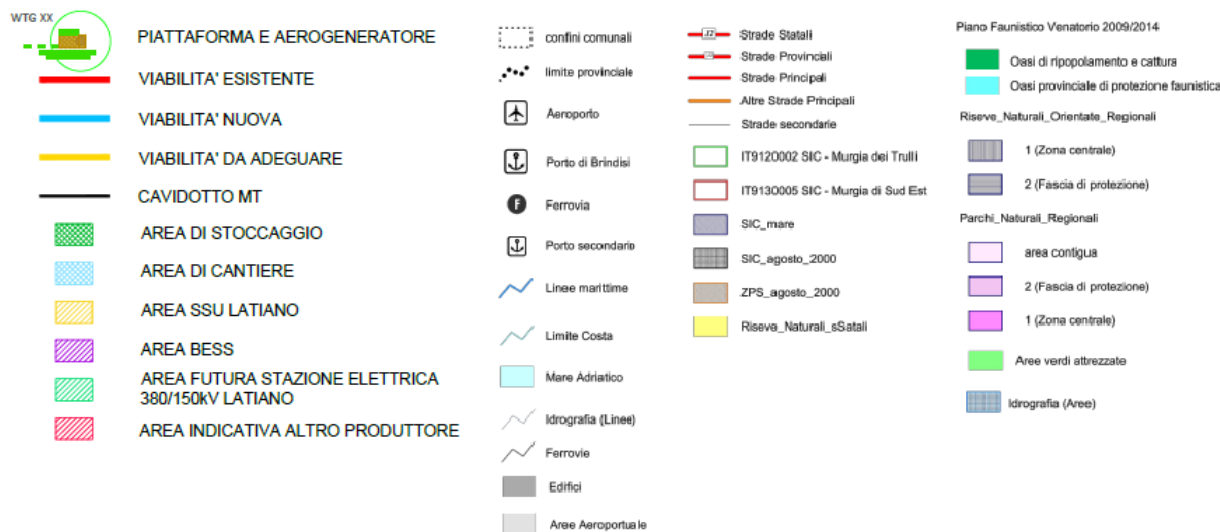 WTG XX
PIATTAFORMA E AEROGENERATORE
VIABILITA' ESISTENTE
VIABILITA' NUOVA
VIABILITA' DA ADEGUARE
CAVIDOTTO MT
AREA DI STOCCAGGIO
AREA DI CANTIERE
AREA SSU LATIANO
AREA BESS
AREA FUTURA STAZIONE ELETTRICA
380/150kV LATIANO
AREA INDICATIVA ALTRO PRODUTTORE
confini comunali
limite provinciale
Aeroporto
Porto di Brindisi
F
Ferrovia
Porto secondario
Linee marittime
Limite Costa
Mare Adriatico
Idrografia (Linee)
Ferrovie
Edifici
Aree Aeroportuale
Strade Statali
Strade Provinciali
Strade Principali
Altre Strade Principali
Strade secondarie
IT9120002 SIC - Murgia dei Trulli
IT9130005 SIC - Murgia di Sud Est
SIC_mare
SIC_agosto_2000
ZPS_agosto_2000
Riseva_Naturali_sSatali
Piano Faunistico Venatorio 2009/2014
Oasi di ripopolamento e cattura
Oasi provinciale di protezione faunistica
Riseve_Naturali_Orientate_Regionali
1 (Zona centrale)
2 (Fascia di protezione)
Parchi_Naturali_Regionali
area contigua
2 (Fascia di protezione)
1 (Zona centrale)
Aree verdi attrezzate
Idrografia (Aree)